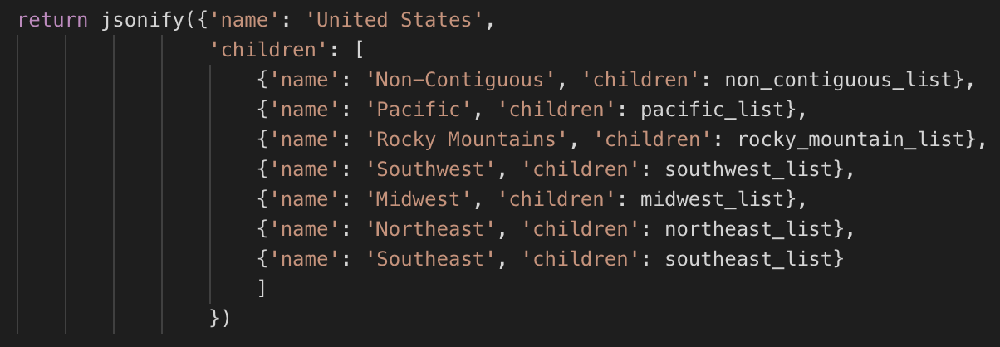 return jsonify({'name': 'United States',
'children': [
{'name': 'Non-Contiguous', 'children': non_contiguous_list},
{'name': 'Pacific', 'children': pacific_list},
{'name': 'Rocky Mountains', 'children': rocky_mountain_list},
{'name': 'Southwest', 'children': southwest_list},
{'name': 'Midwest', 'children': midwest_list},
{'name': 'Northeast', 'children': northeast_list},
{'name': 'Southeast', 'children': southeast_list}
]
})